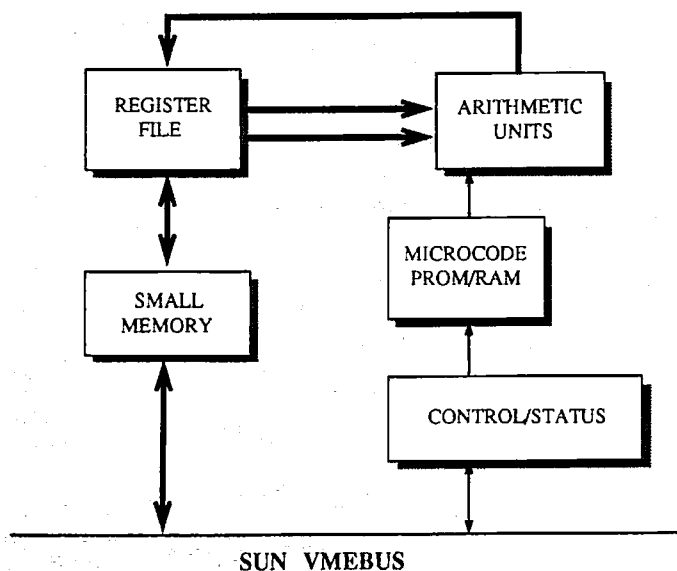 REGISTER
FILE
ARITHMETIC
UNITS
MICROCODE
PROM/RAM
SMALL
MEMORY
CONTROL/STATUS
SUN VMEBUS